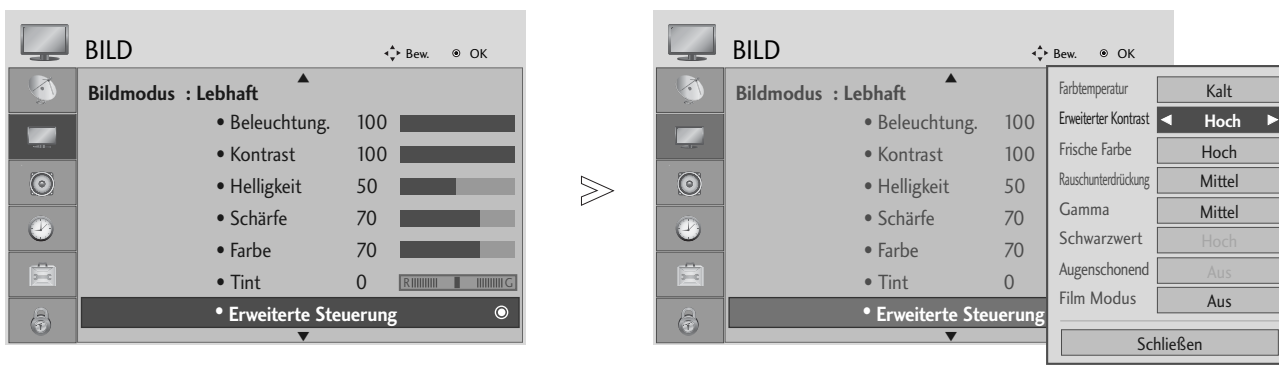 BILD
Bew. OK
Bildmodus : Lebhaft
• Beleuchtung. 100
• Kontrast 100
• Helligkeit 50
• Schärfe 70
• Farbe 70
• Tint 0 R G
• Erweiterte Steuerung
BILD
Bew. OK
Bildmodus : Lebhaft
• Beleuchtung. 100
• Kontrast 100
• Helligkeit 50
• Schärfe 70
• Farbe 70
• Tint 0
• Erweiterte Steuerung
Farbtemperatur Kalt
Erweiterter Kontrast ◀ Hoch ▶
Frische Farbe Hoch
Rauschunterdrückung Mittel
Gamma Mittel
Schwarzwert Hoch
Augenschonend Aus
Film Modus Aus
Schließen